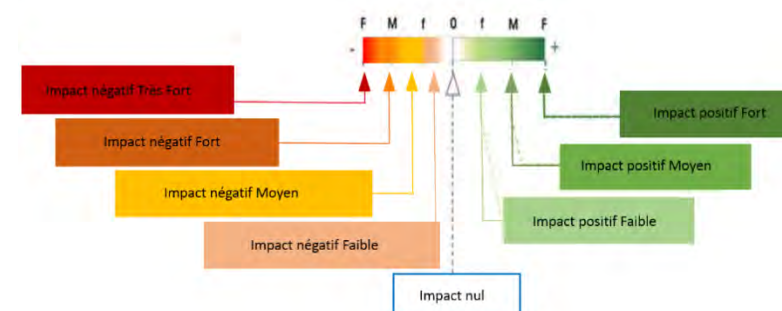 F M f 0 f M F
- +
Impact négatif Trés Fort
Impact positif Fort
Impact négatif Fort
Impact positif Moyen
Impact négatif Moyen
Impact positif Faible
Impact négatif Faible
Impact nul